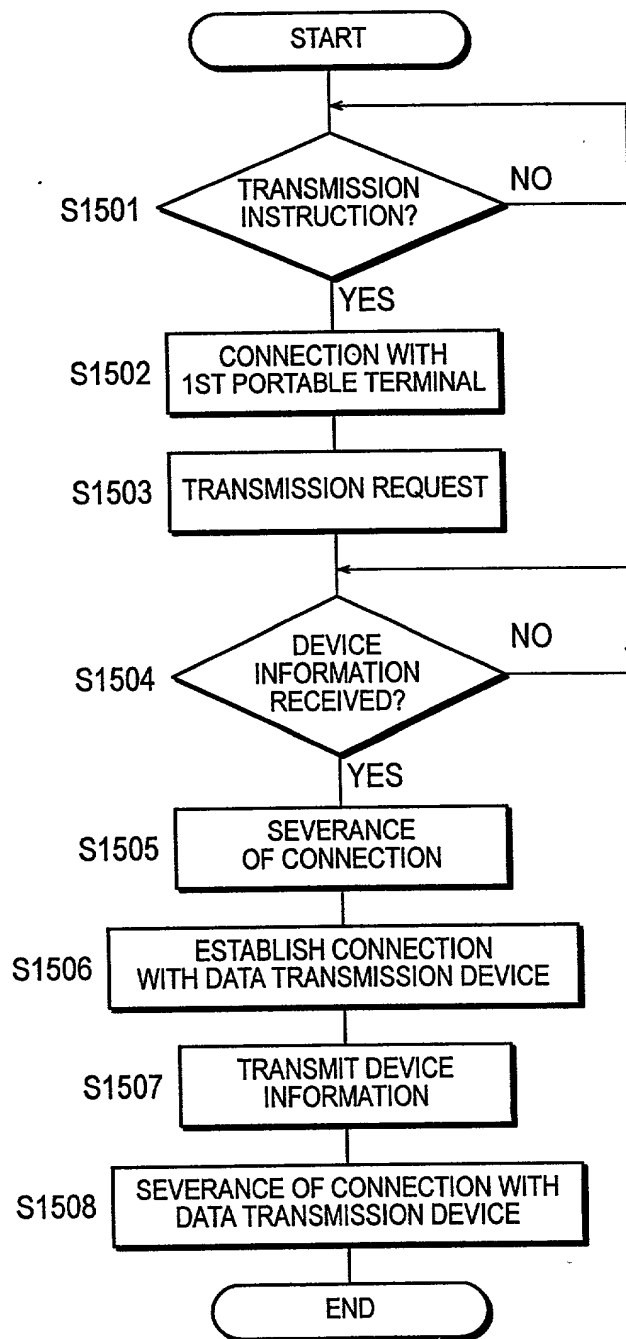 START
TRANSMISSION
INSTRUCTION?
NO
S1501
YES
CONNECTION WITH
1ST PORTABLE TERMINAL
S1502
TRANSMISSION REQUEST
S1503
DEVICE
INFORMATION
RECEIVED?
NO
S1504
YES
SEVERANCE
OF CONNECTION
S1505
ESTABLISH CONNECTION
WITH DATA TRANSMISSION DEVICE
S1506
TRANSMIT DEVICE
INFORMATION
S1507
SEVERANCE OF CONNECTION WITH
DATA TRANSMISSION DEVICE
S1508
END